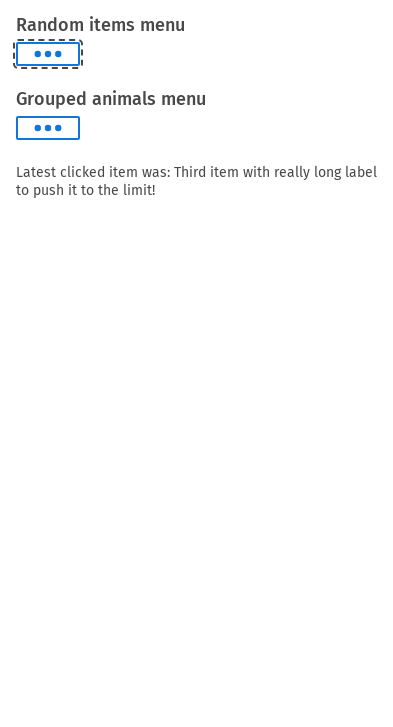 Random items menu
Grouped animals menu
Latest clicked item was: Third item with really long label
to push it to the limit!